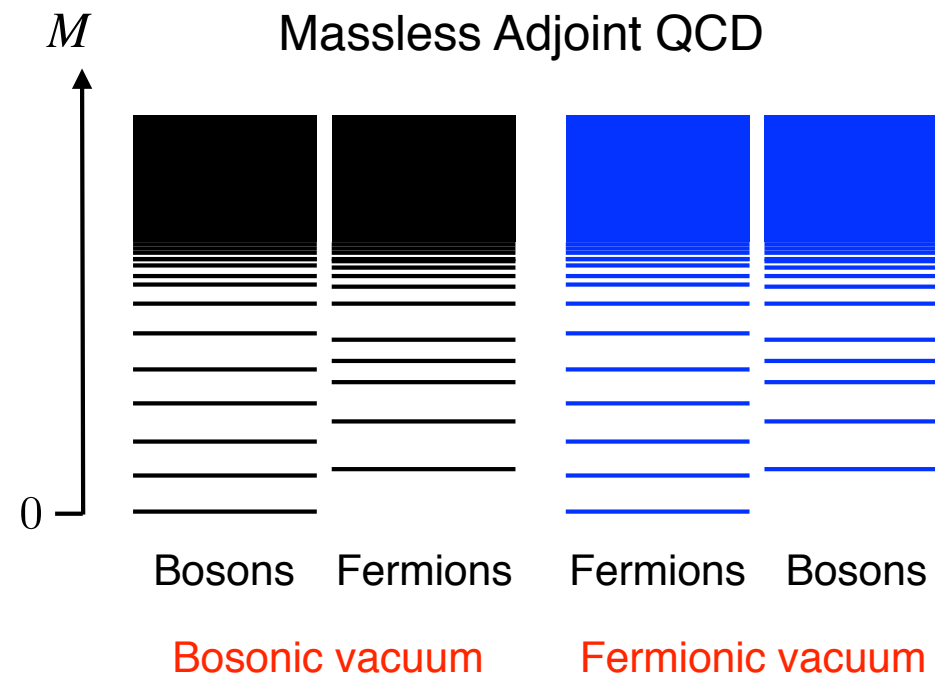 M
Massless Adjoint QCD
0
Bosons
Fermions
Fermions
Bosons
Bosonic vacuum
Fermionic vacuum